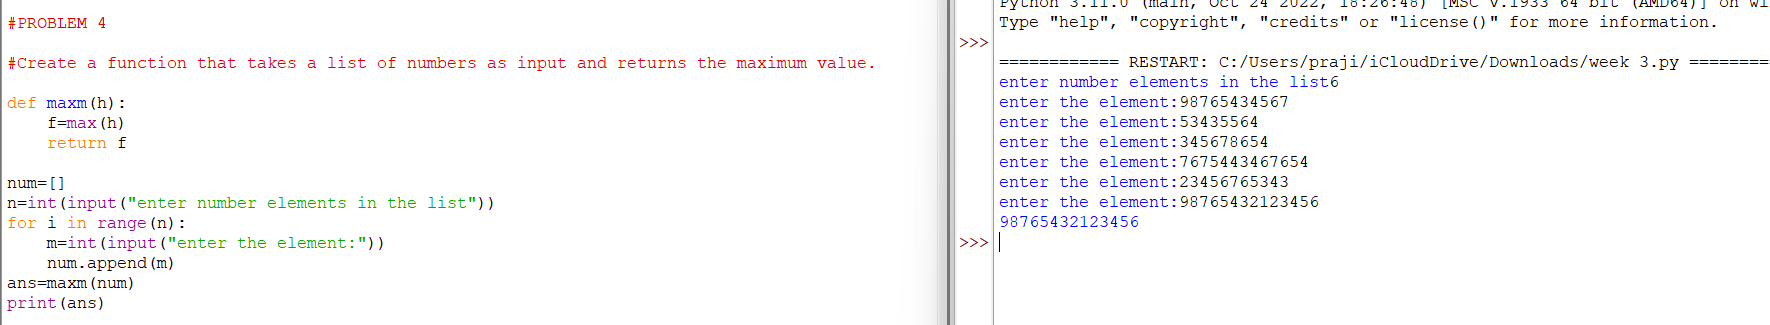 #PROBLEM 4
#Create a function that takes a list of numbers as input and returns the maximum value.
def maxm(h):
    f=max(h)
    return f
num=[]
n=int(input("enter number elements in the list"))
for i in range(n):
    m=int(input("enter the element:"))
    num.append(m)
ans=maxm(num)
print(ans)
Python 3.11.0 (main, Oct 24 2022, 18:26:48) [MSC v.1933 64 bit (AMD64)] on wi
Type "help", "copyright", "credits" or "license()" for more information.
>>>
============ RESTART: C:/Users/praji/iCloudDrive/Downloads/week 3.py ========
enter number elements in the list6
enter the element:98765434567
enter the element:53435564
enter the element:345678654
enter the element:7675443467654
enter the element:23456765343
enter the element:98765432123456
98765432123456
>>>